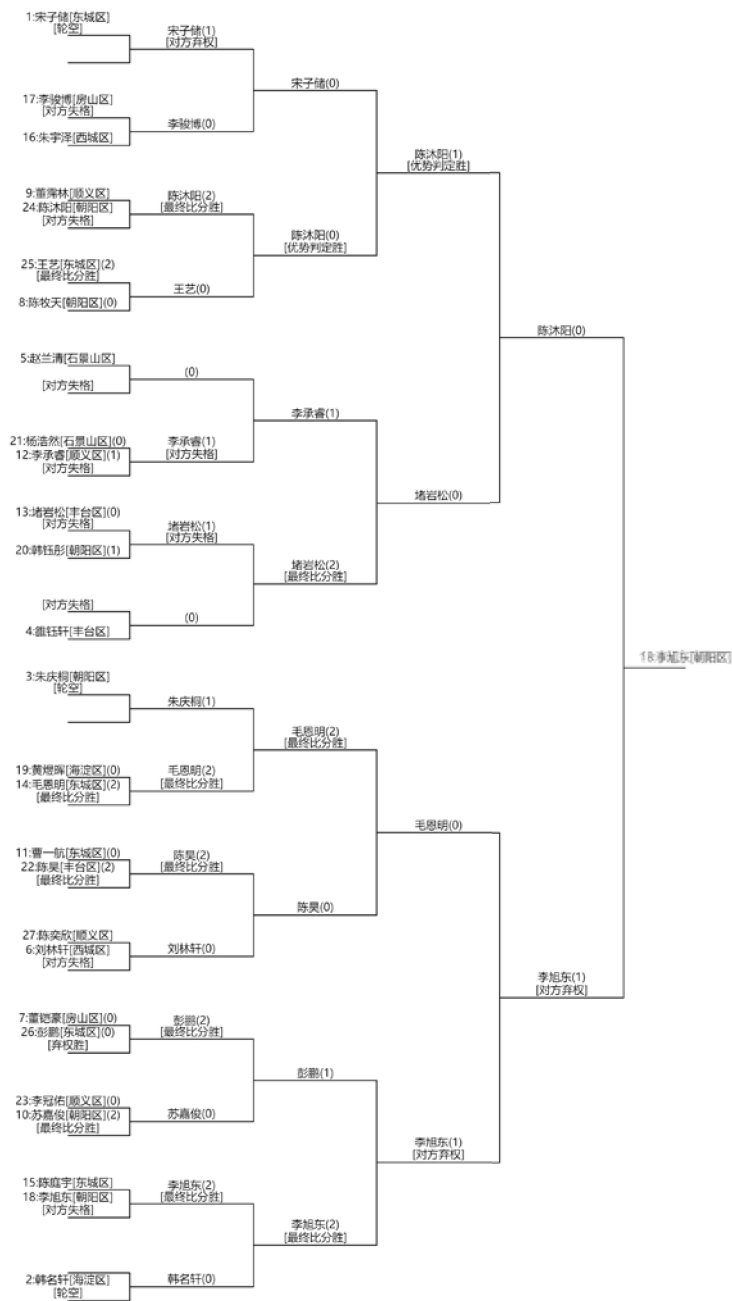 1:宋子储[东城区]
[轮空]
宋子储(1)
[对方弃权]
宋子储(0)
17:李骏博[房山区]
[对方失格]
李骏博(0)
16:朱宇泽[西城区]
陈沐阳(1)
[优势判定胜]
9:董霈林[顺义区]
24:陈沐阳[朝阳区]
[对方失格]
陈沐阳(2)
[最终比分胜]
陈沐阳(0)
[优势判定胜]
25:王艺[东城区](2)
[最终比分胜]
王艺(0)
8:陈牧天[朝阳区](0)
陈沐阳(0)
5:赵兰清[石景山区]
[对方失格]
(0)
李承睿(1)
21:杨浩然[石景山区](0)
12:李承睿[顺义区](1)
[对方失格]
李承睿(1)
[对方失格]
堵岩松(0)
13:堵岩松[丰台区](0)
[对方失格]
堵岩松(1)
[对方失格]
20:韩钰彤[朝阳区](1)
堵岩松(2)
[最终比分胜]
[对方失格]
(0)
4:雒钰轩[丰台区]
18:李旭东[朝阳区]
3:朱庆桐[朝阳区]
[轮空]
朱庆桐(1)
毛恩明(2)
[最终比分胜]
19:黄煜晖[海淀区](0)
14:毛恩明[东城区](2)
[最终比分胜]
毛恩明(2)
[最终比分胜]
毛恩明(0)
11:曹一航[东城区](0)
22:陈昊[丰台区](2)
[最终比分胜]
陈昊(2)
[最终比分胜]
陈昊(0)
27:陈奕欣[顺义区]
6:刘林轩[西城区]
[对方失格]
刘林轩(0)
李旭东(1)
[对方弃权]
7:董铠豪[房山区](0)
26:彭鹏[东城区](0)
[弃权胜]
彭鹏(2)
[最终比分胜]
彭鹏(1)
23:李冠佑[顺义区](0)
10:苏嘉俊[朝阳区](2)
[最终比分胜]
苏嘉俊(0)
李旭东(1)
[对方弃权]
15:陈庭宇[东城区]
18:李旭东[朝阳区]
[对方失格]
李旭东(2)
[最终比分胜]
李旭东(2)
[最终比分胜]
2:韩名轩[海淀区]
[轮空]
韩名轩(0)